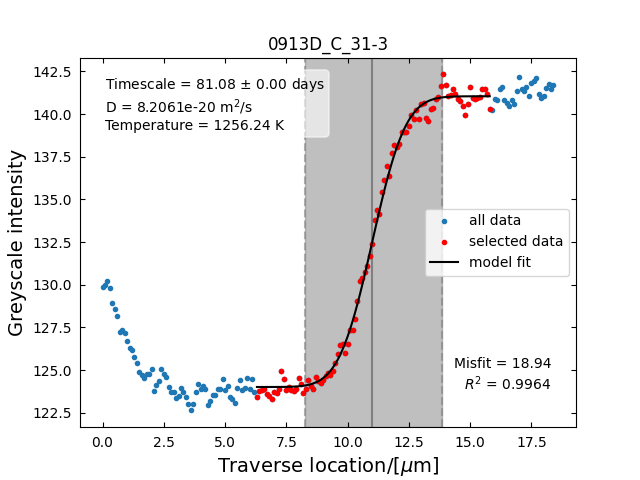 0913D_C_31-3
Timescale = 81.08 ± 0.00 days
D = 8.2061e-20 m²/s
Temperature = 1256.24 K
142.5
140.0
137.5
135.0
132.5
130.0
127.5
125.0
122.5
Greyscale intensity
all data
selected data
model fit
Misfit = 18.94
R² = 0.9964
0.0 2.5 5.0 7.5 10.0 12.5 15.0 17.5
Traverse location/[μm]